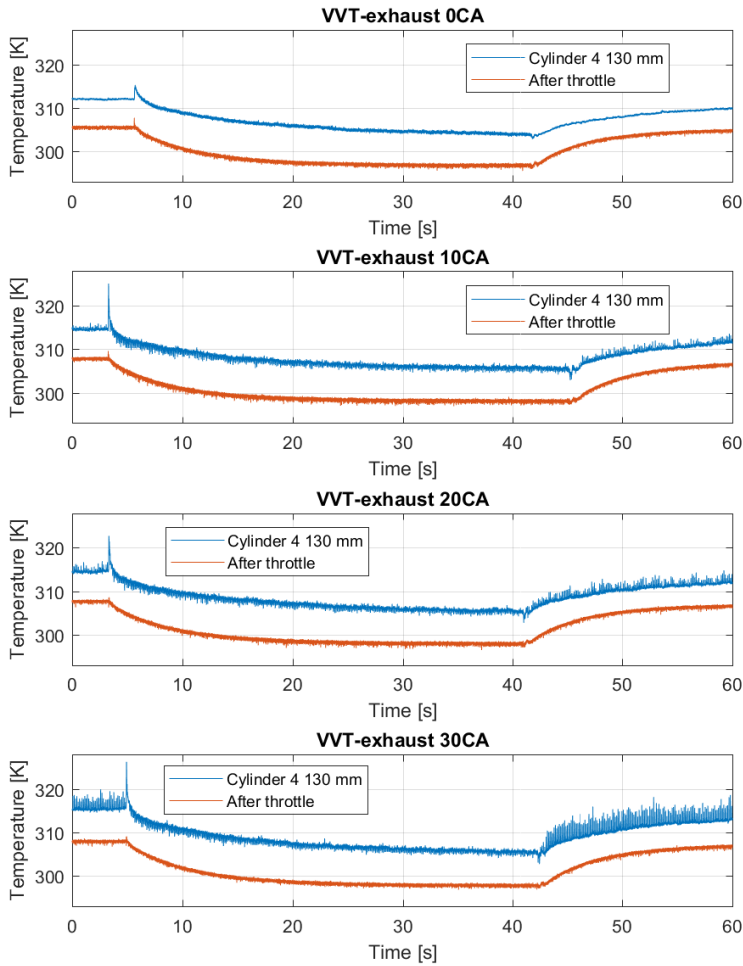 VVT-exhaust 0CA
Temperature [K]
320
310
300
Cylinder 4 130 mm
After throttle
0 10 20 30 40 50 60
Time [s]
VVT-exhaust 10CA
Temperature [K]
320
310
300
Cylinder 4 130 mm
After throttle
0 10 20 30 40 50 60
Time [s]
VVT-exhaust 20CA
Temperature [K]
320
310
300
Cylinder 4 130 mm
After throttle
0 10 20 30 40 50 60
Time [s]
VVT-exhaust 30CA
Temperature [K]
320
310
300
Cylinder 4 130 mm
After throttle
0 10 20 30 40 50 60
Time [s]